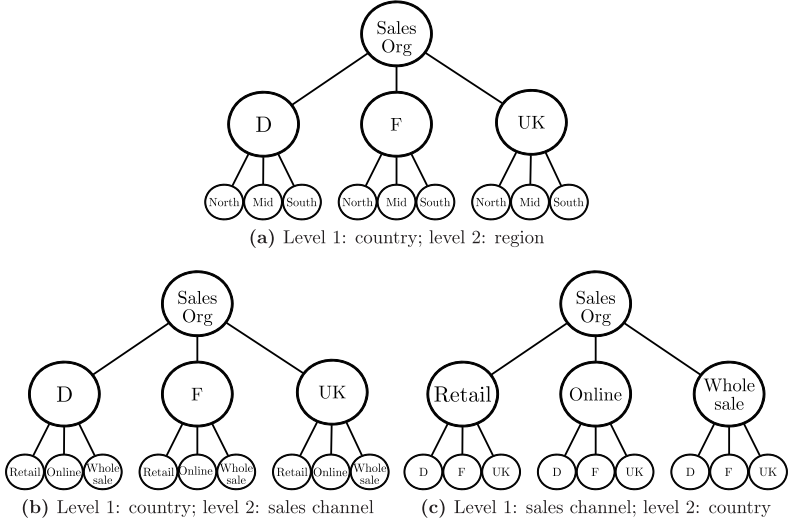 Sales
Org
D
F
UK
North Mid South North Mid South North Mid South
(a) Level 1: country; level 2: region
Sales
Org
D
F
UK
Retail Online Whole
sale
Retail Online Whole
sale
Retail Online Whole
sale
(b) Level 1: country; level 2: sales channel
Sales
Org
Retail
Online
Whole
sale
D F UK D F UK D F UK
(c) Level 1: sales channel; level 2: country